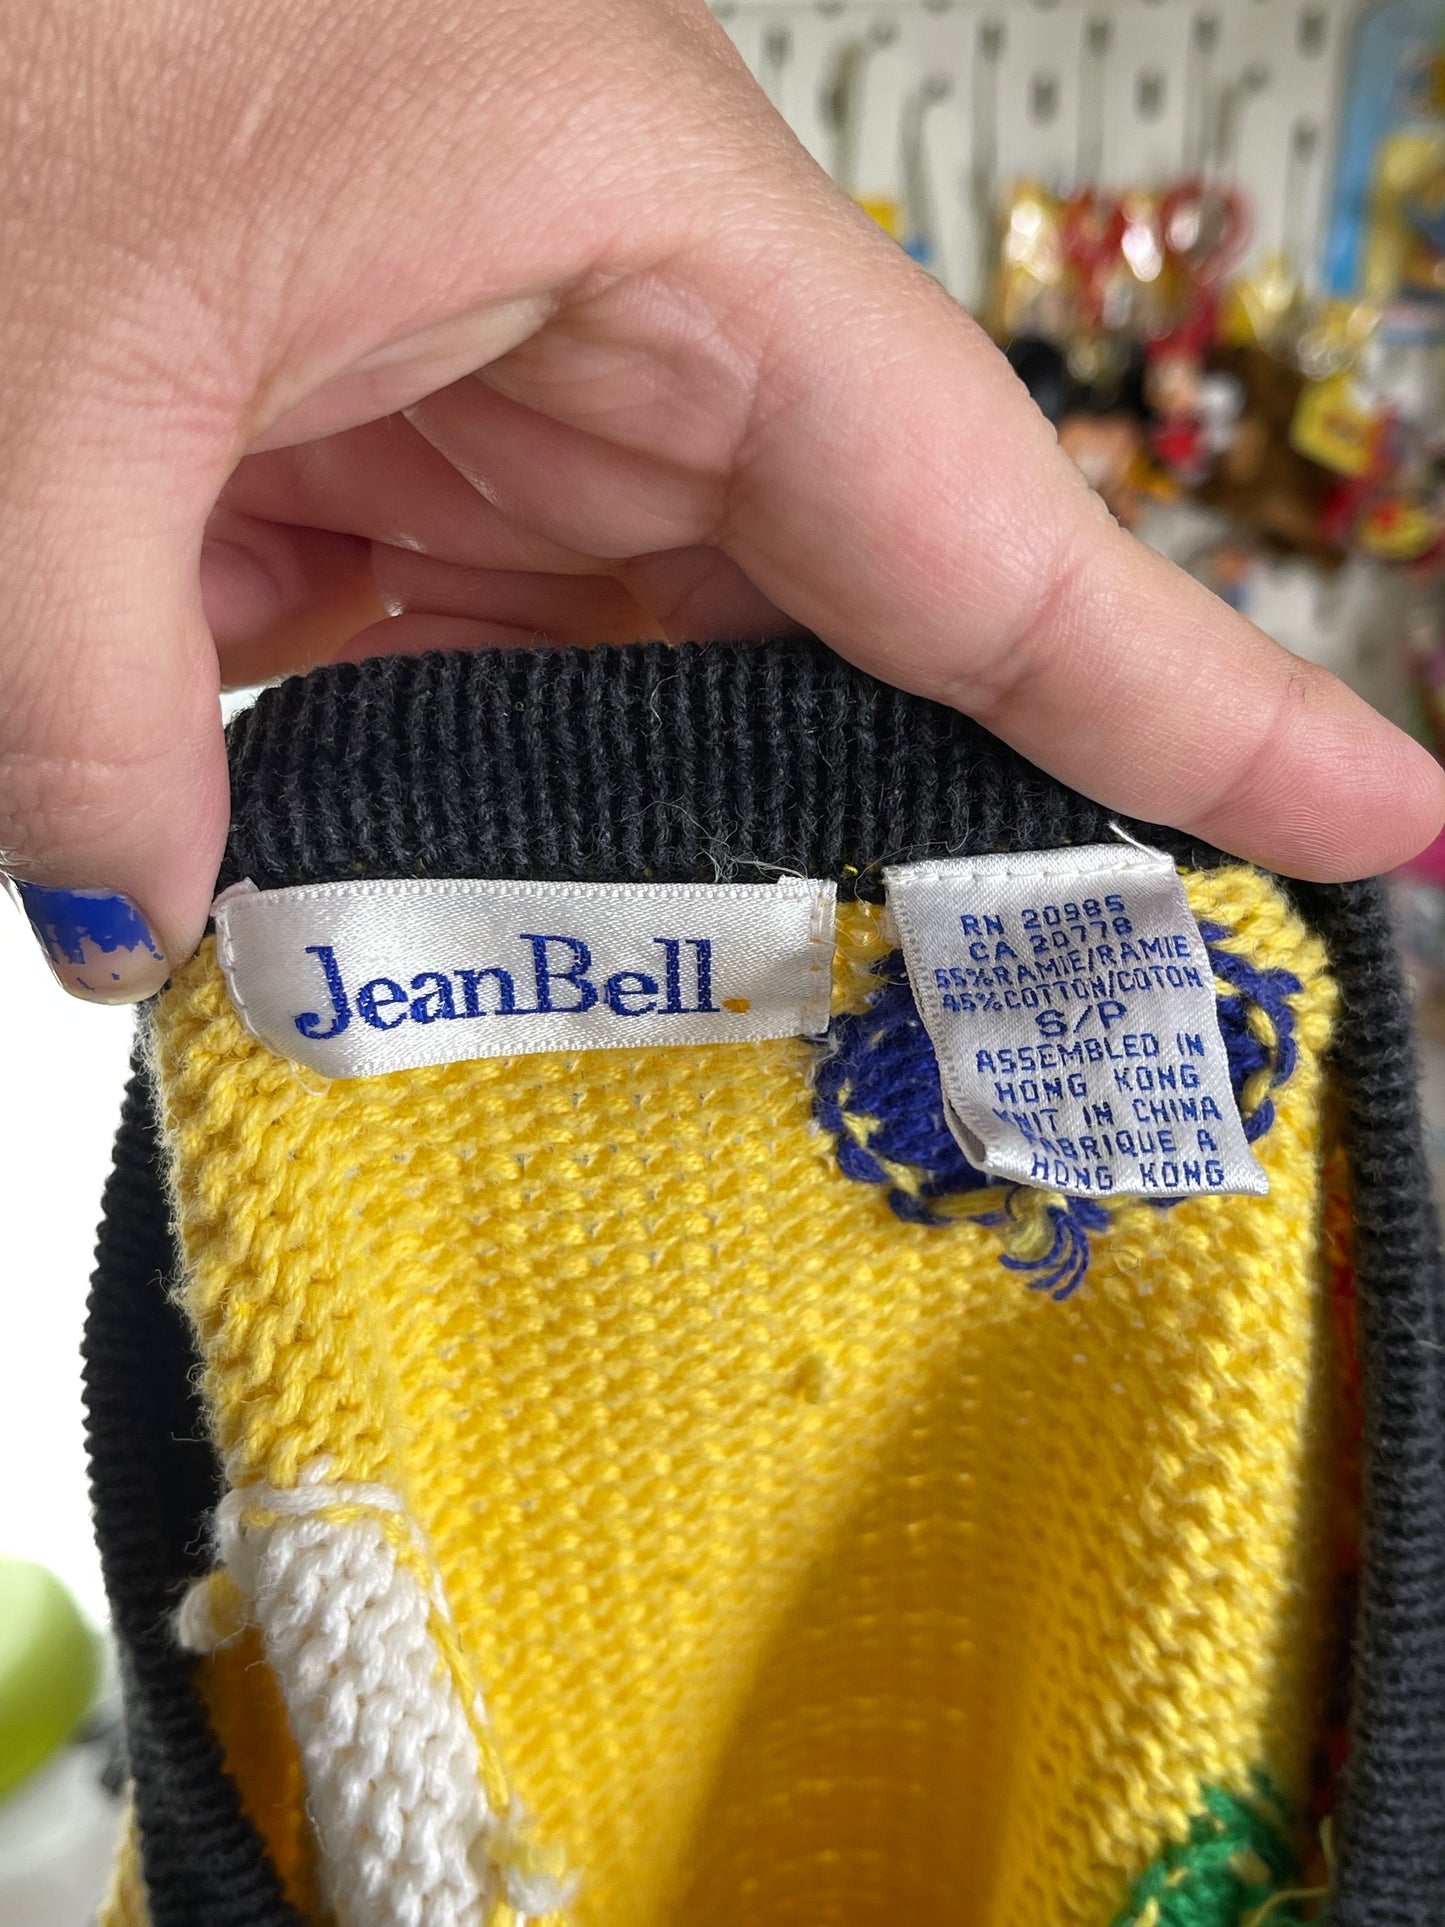 JeanBell.
RN 20985
CA 20778
55%RAMIE/RAMIE
45%COTTON/COTON
S/P
ASSEMBLED IN
HONG KONG
KNIT IN CHINA
FABRIQUE A
HONG KONG